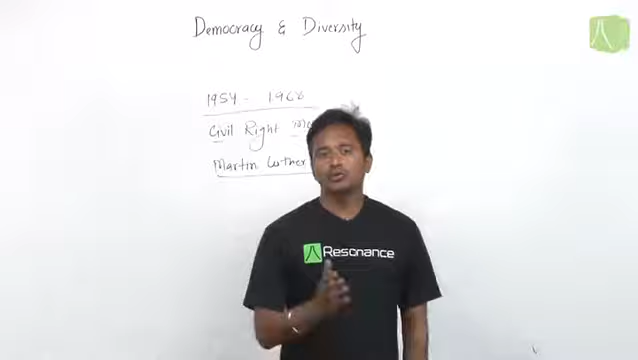 Democracy & Diversity
1954 - 1968
Civil Right
Martin Luther
Resonance